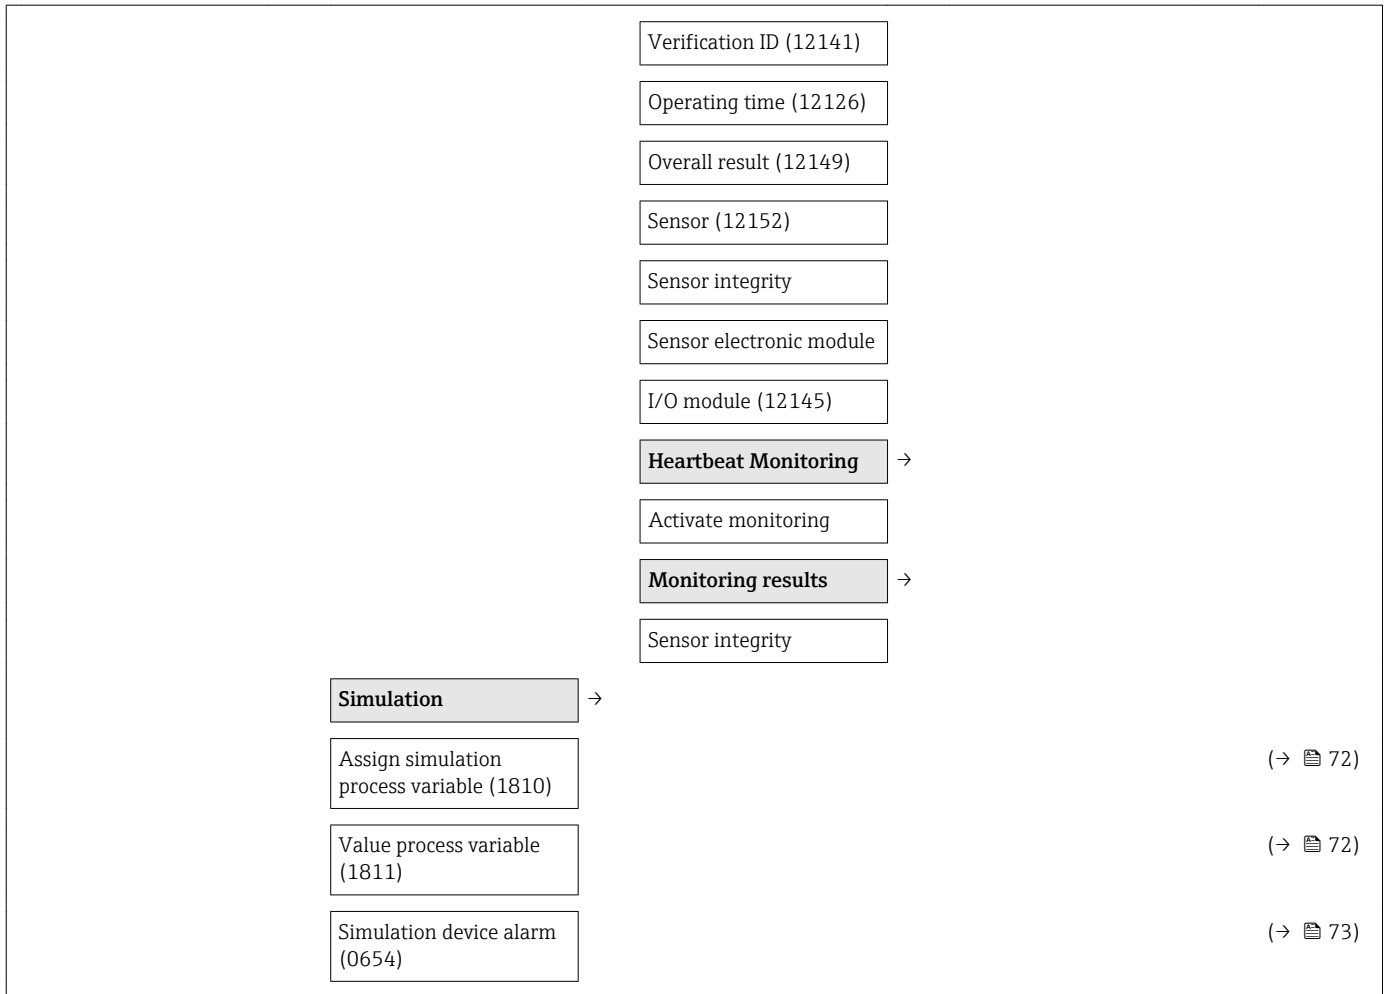 Verification ID (12141)
Operating time (12126)
Overall result (12149)
Sensor (12152)
Sensor integrity
Sensor electronic module
I/O module (12145)
Heartbeat Monitoring →
Activate monitoring
Monitoring results →
Sensor integrity
Simulation →
Assign simulation
process variable (1810)
(→ 72)
Value process variable
(1811)
(→ 72)
Simulation device alarm
(0654)
(→ 73)